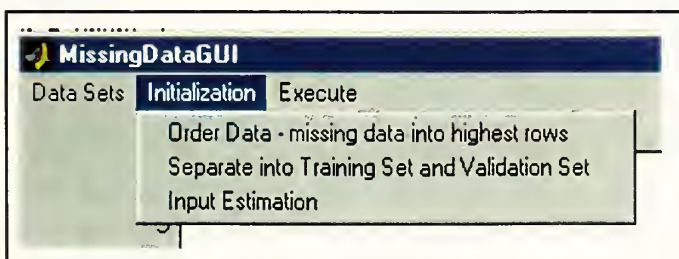 MissingDataGUI
Data Sets Initialization Execute
Order Data - missing data into highest rows
Separate into Training Set and Validation Set
Input Estimation